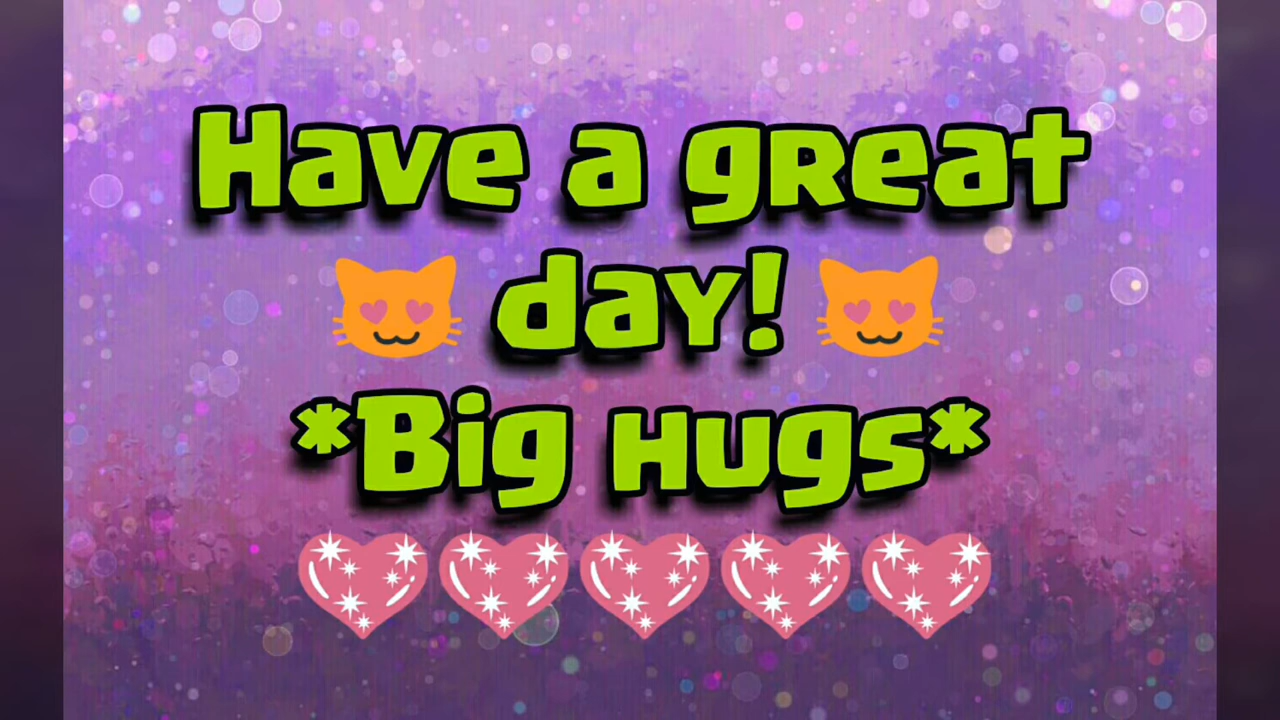 Have a great
😻 day! 😻
*Big Hugs*
💖💖💖💖💖